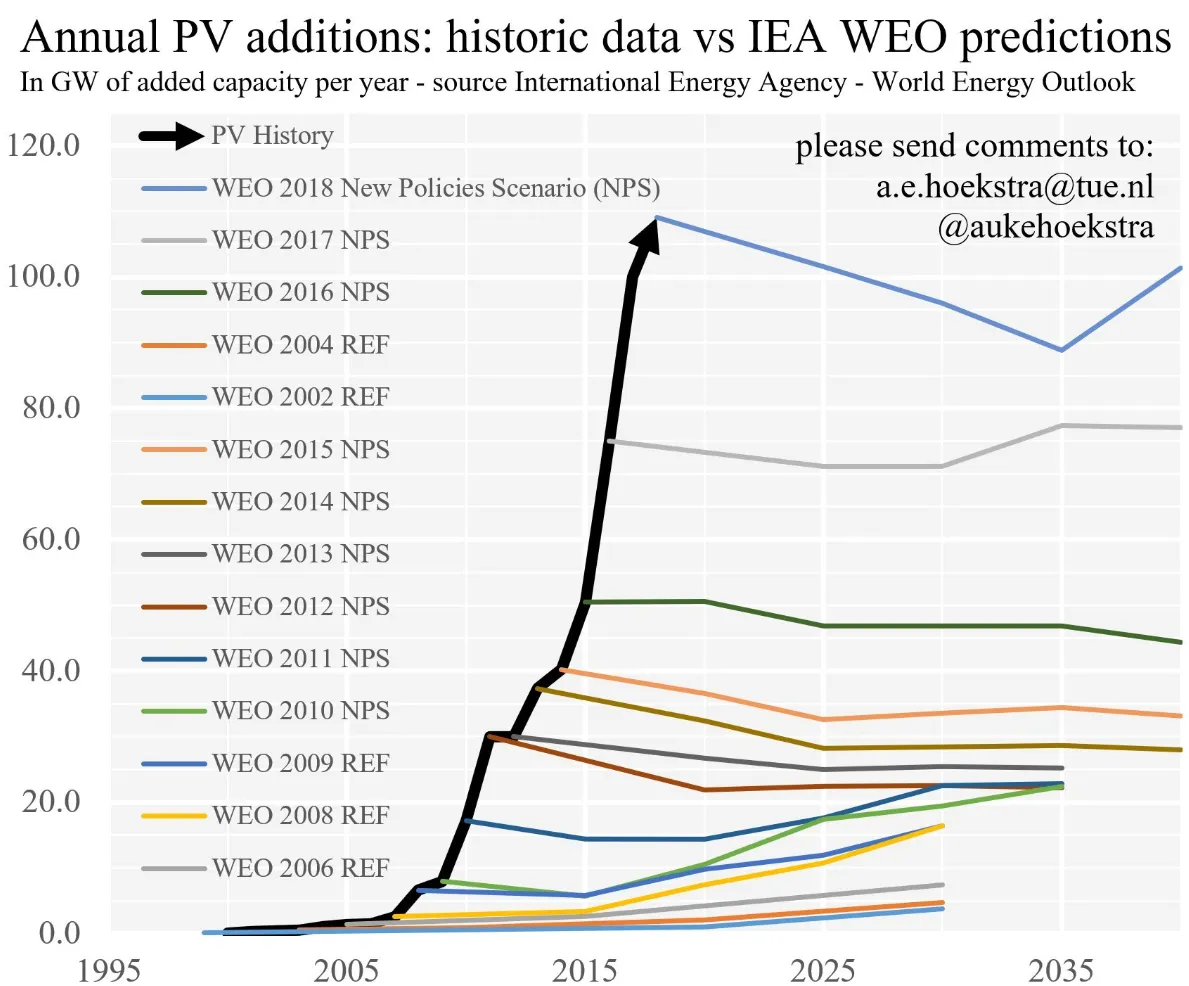 Annual PV additions: historic data vs IEA WEO predictions
In GW of added capacity per year - source International Energy Agency - World Energy Outlook
PV History
WEO 2018 New Policies Scenario (NPS)
WEO 2017 NPS
WEO 2016 NPS
WEO 2004 REF
WEO 2002 REF
WEO 2015 NPS
WEO 2014 NPS
WEO 2013 NPS
WEO 2012 NPS
WEO 2011 NPS
WEO 2010 NPS
WEO 2009 REF
WEO 2008 REF
WEO 2006 REF
please send comments to:
a.e.hoekstra@tue.nl
@aukehoekstra
120.0
100.0
80.0
60.0
40.0
20.0
0.0
1995 2005 2015 2025 2035